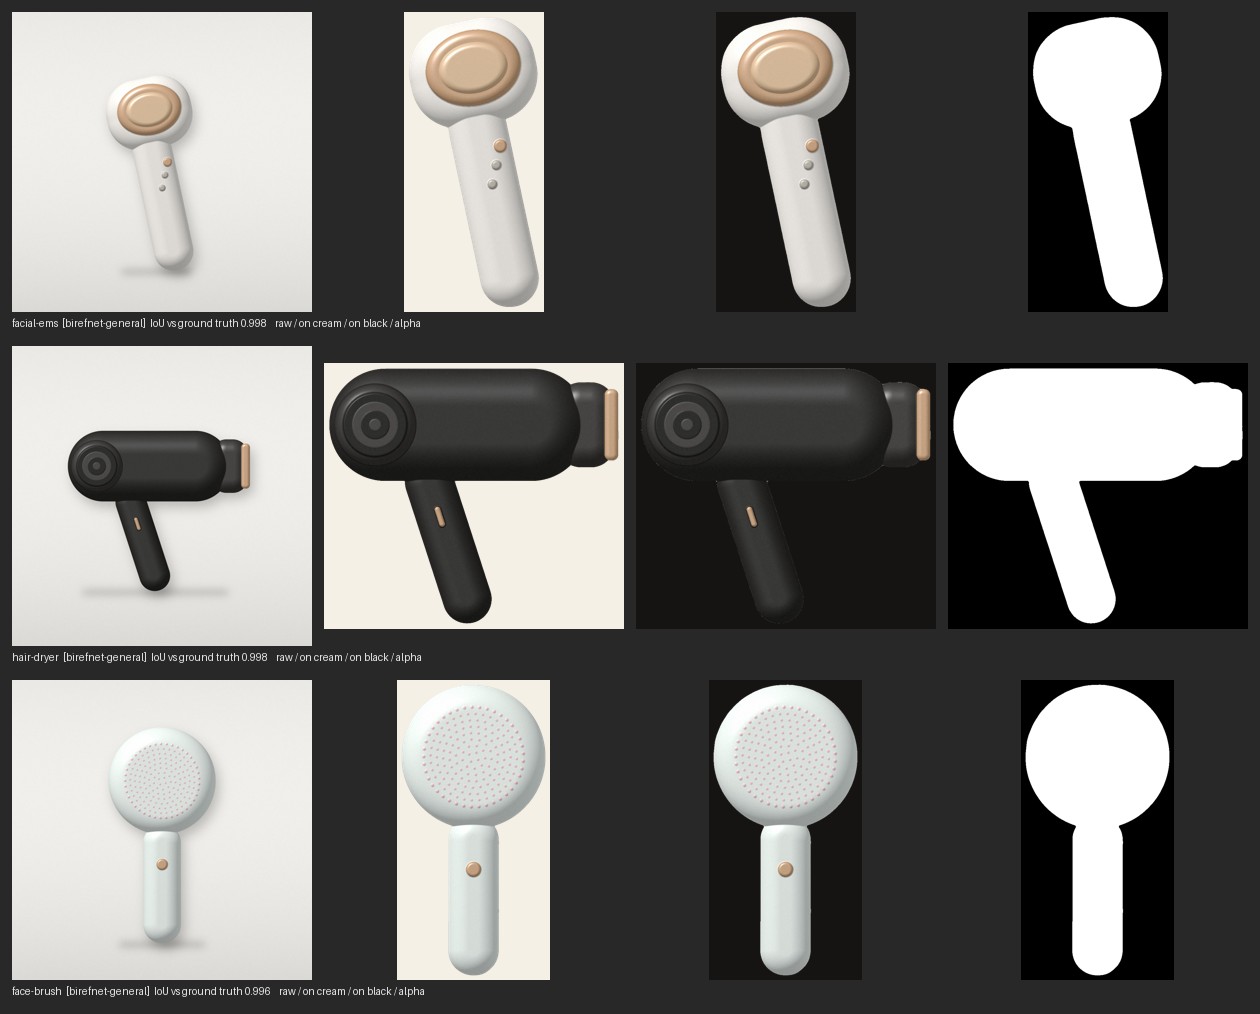 facial-ems [birefnet-general] IoU vs ground truth 0.998 raw / on cream / on black / alpha
hair-dryer [birefnet-general] IoU vs ground truth 0.998 raw / on cream / on black / alpha
face-brush [birefnet-general] IoU vs ground truth 0.996 raw / on cream / on black / alpha